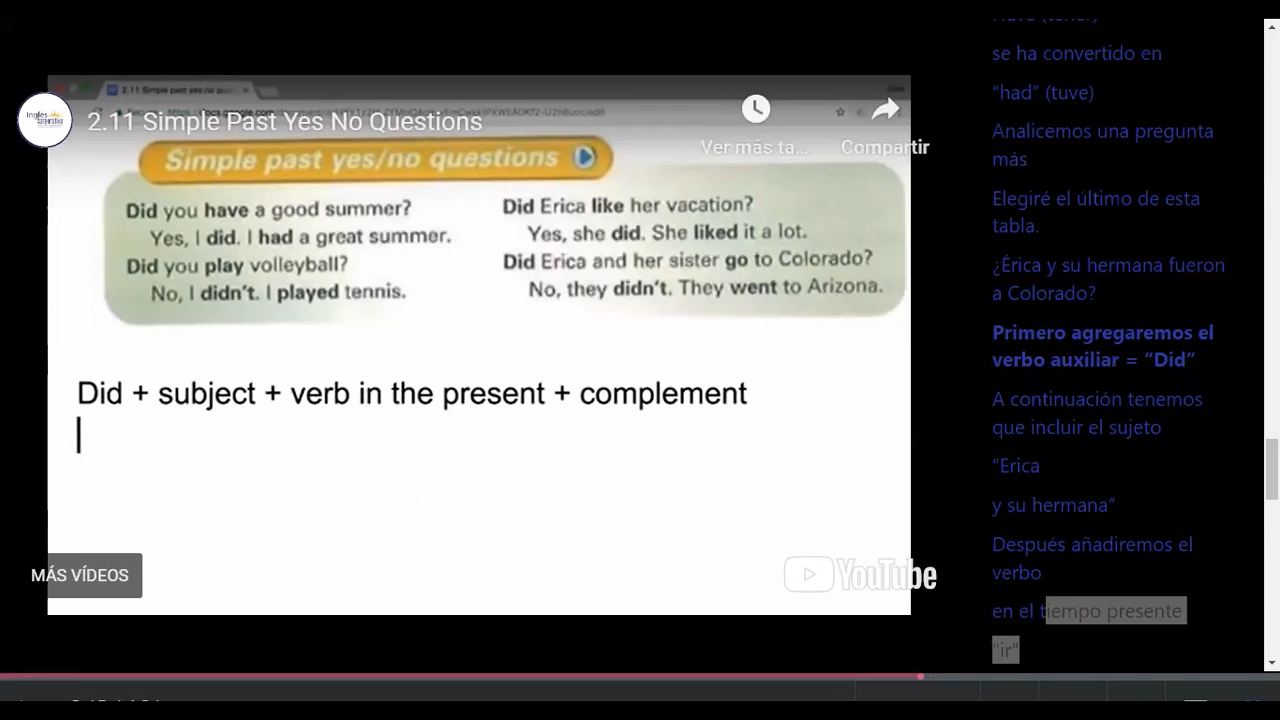 2.11 Simple Past Yes No Questions
Ver más ta...
Compartir
Simple past yes/no questions
Did you have a good summer?
Yes, I did. I had a great summer.
Did you play volleyball?
No, I didn't. I played tennis.
Did Erica like her vacation?
Yes, she did. She liked it a lot.
Did Erica and her sister go to Colorado?
No, they didn't. They went to Arizona.
Did + subject + verb in the present + complement
MÁS VÍDEOS
YouTube
se ha convertido en
“had” (tuve)
Analicemos una pregunta
más
Elegiré el último de esta
tabla.
¿Érica y su hermana fueron
a Colorado?
Primero agregaremos el
verbo auxiliar = “Did”
A continuación tenemos
que incluir el sujeto
“Erica
y su hermana”
Después añadiremos el
verbo
en el tiempo presente
"ir"